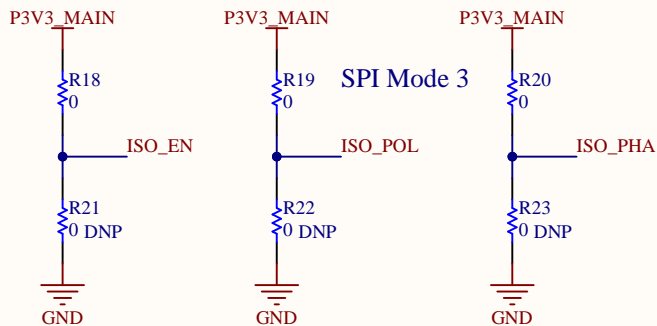 P3V3_MAIN P3V3_MAIN P3V3_MAIN
R18 R19 SPI Mode 3 R20
0 0 0
ISO_EN ISO_POL ISO_PHA
R21 R22 R23
0 DNP 0 DNP 0 DNP
GND GND GND